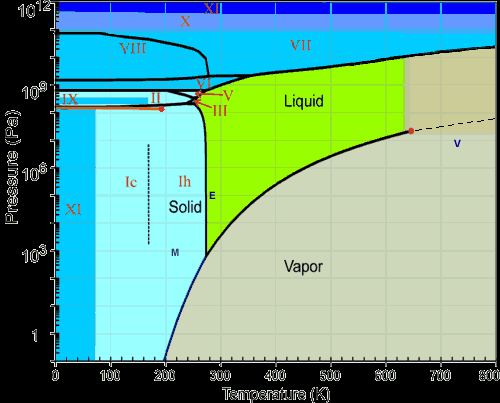 10¹²
XI
X
VIII
VII
10⁹
VI
IX
II
V
III
Liquid
Pressure (Pa)
10⁶
V
Ic
Ih
E
XI
Solid
10³
M
Vapor
1
0
100
200
300
400
500
600
700
800
Temperature (K)